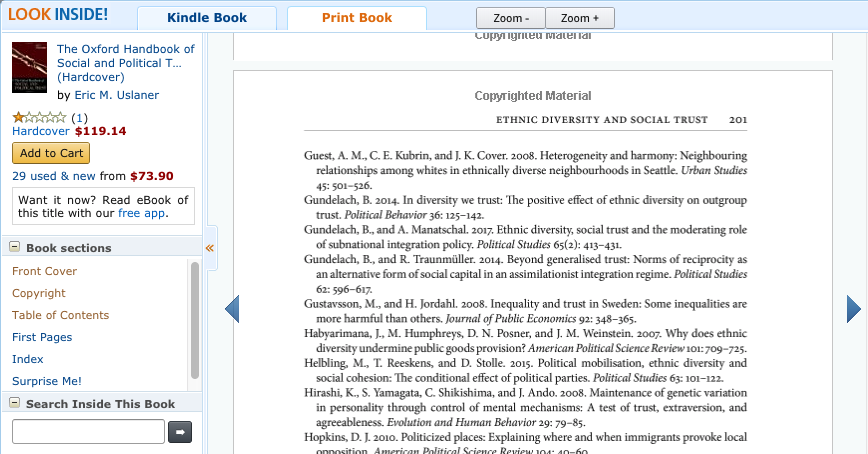 LOOK INSIDE!
Kindle Book
Print Book
Zoom -
Zoom +
The Oxford Handbook of
Social and Political T...
(Hardcover)
by Eric M. Uslaner
(1)
Hardcover $119.14
Add to Cart
29 used & new from $73.90
Want it now? Read eBook of
this title with our free app.
Book sections
Front Cover
Copyright
Table of Contents
First Pages
Index
Surprise Me!
Search Inside This Book
«
Copyrighted Material
Copyrighted Material
ETHNIC DIVERSITY AND SOCIAL TRUST 201
Guest, A. M., C. E. Kubrin, and J. K. Cover. 2008. Heterogeneity and harmony: Neighbouring
relationships among whites in ethnically diverse neighbourhoods in Seattle. Urban Studies
45: 501–526.
Gundelach, B. 2014. In diversity we trust: The positive effect of ethnic diversity on outgroup
trust. Political Behavior 36: 125–142.
Gundelach, B., and A. Manatschal. 2017. Ethnic diversity, social trust and the moderating role
of subnational integration policy. Political Studies 65(2): 413–431.
Gundelach, B., and R. Traunmüller. 2014. Beyond generalised trust: Norms of reciprocity as
an alternative form of social capital in an assimilationist integration regime. Political Studies
62: 596–617.
Gustavsson, M., and H. Jordahl. 2008. Inequality and trust in Sweden: Some inequalities are
more harmful than others. Journal of Public Economics 92: 348–365.
Habyarimana, J., M. Humphreys, D. N. Posner, and J. M. Weinstein. 2007. Why does ethnic
diversity undermine public goods provision? American Political Science Review 101: 709–725.
Helbling, M., T. Reeskens, and D. Stolle. 2015. Political mobilisation, ethnic diversity and
social cohesion: The conditional effect of political parties. Political Studies 63: 101–122.
Hirashi, K., S. Yamagata, C. Shikishima, and J. Ando. 2008. Maintenance of genetic variation
in personality through control of mental mechanisms: A test of trust, extraversion, and
agreeableness. Evolution and Human Behavior 29: 79–85.
Hopkins, D. J. 2010. Politicized places: Explaining where and when immigrants provoke local
opposition. American Political Science Review 104: 40–60.